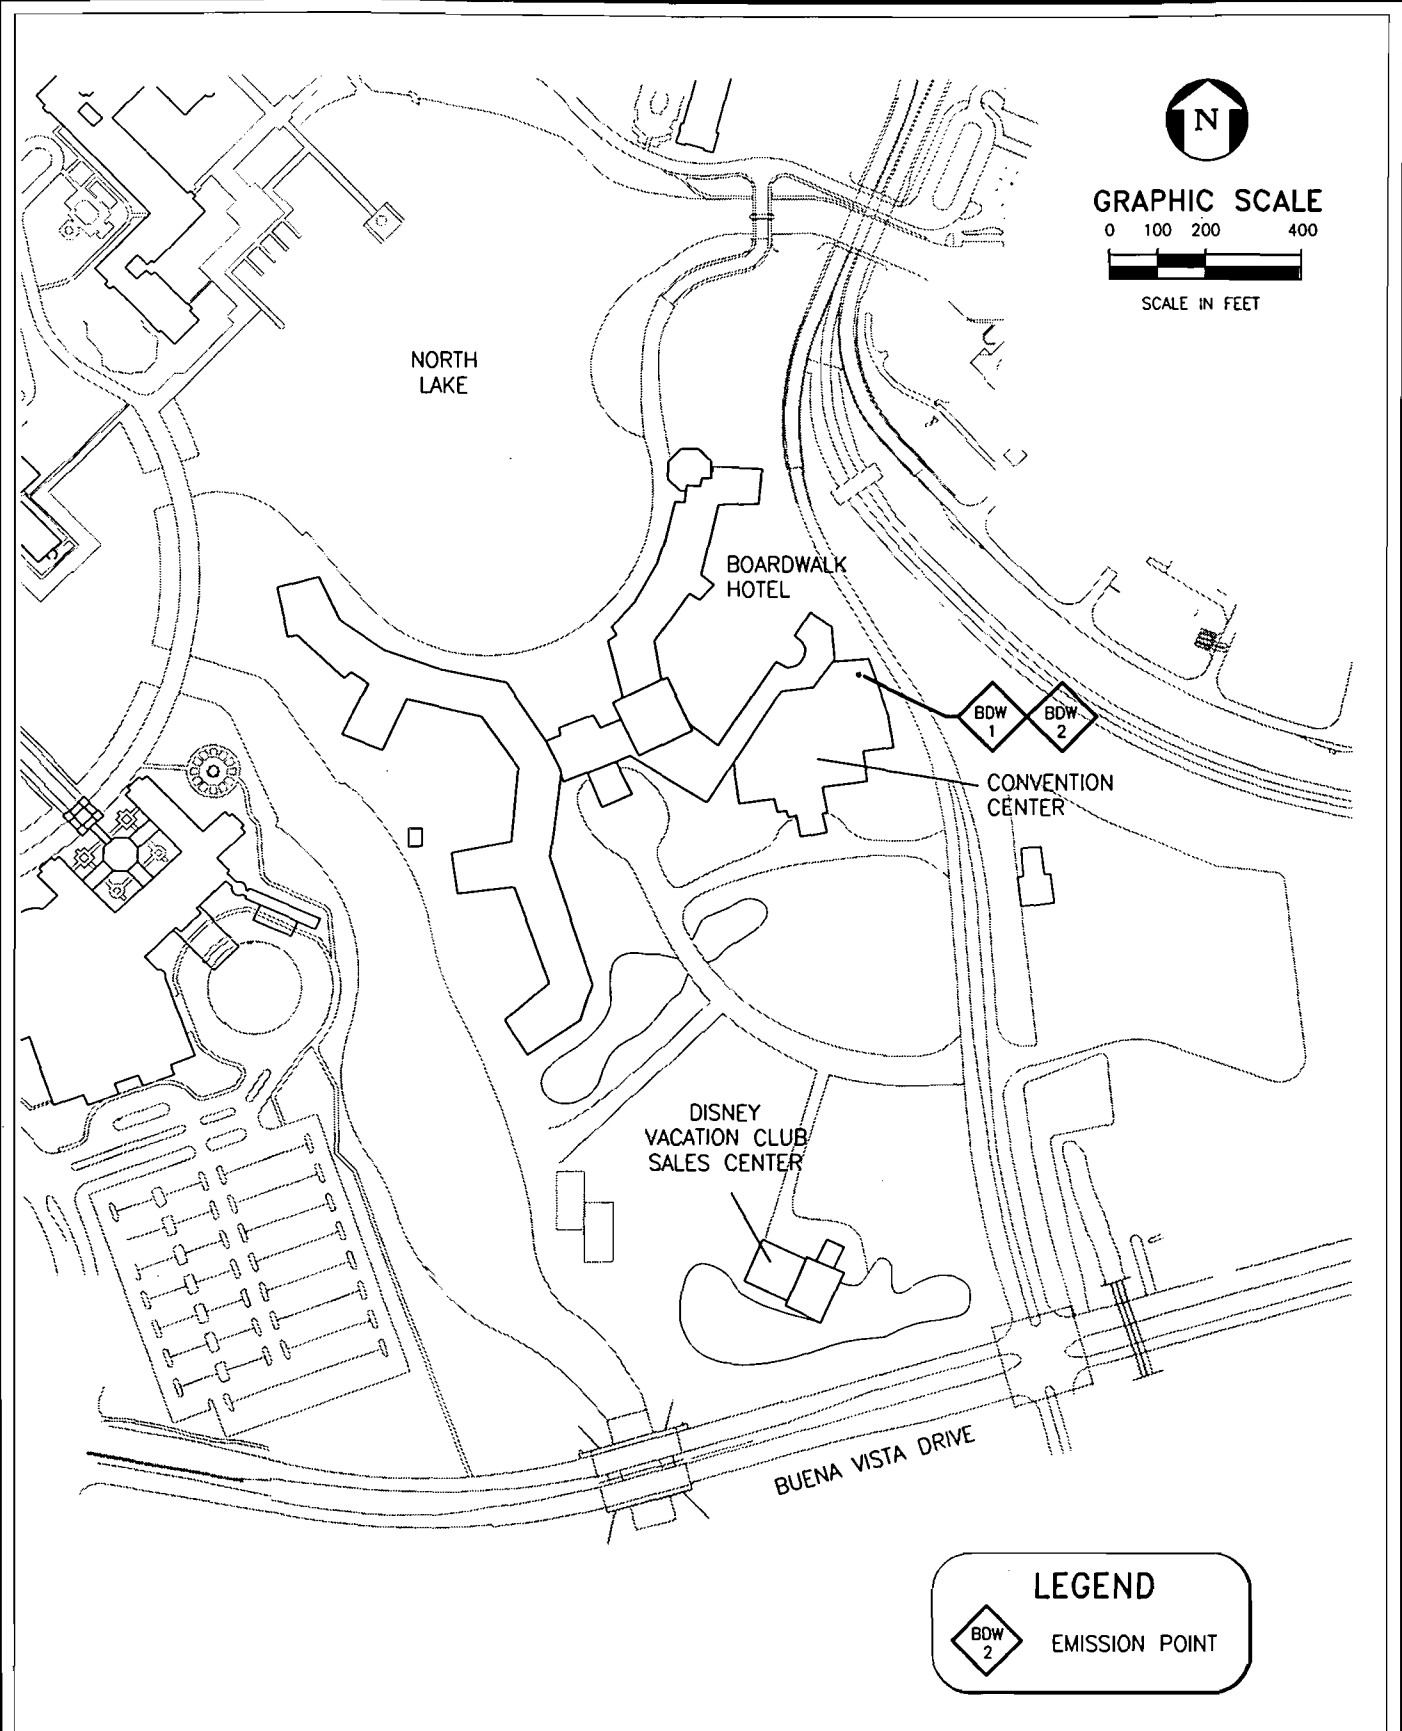 N
GRAPHIC SCALE
0 100 200 400
SCALE IN FEET
NORTH
LAKE
BOARDWALK
HOTEL
BDW
1
BDW
2
CONVENTION
CENTER
DISNEY
VACATION CLUB
SALES CENTER
BUENA VISTA DRIVE
LEGEND
BDW
2
EMISSION POINT